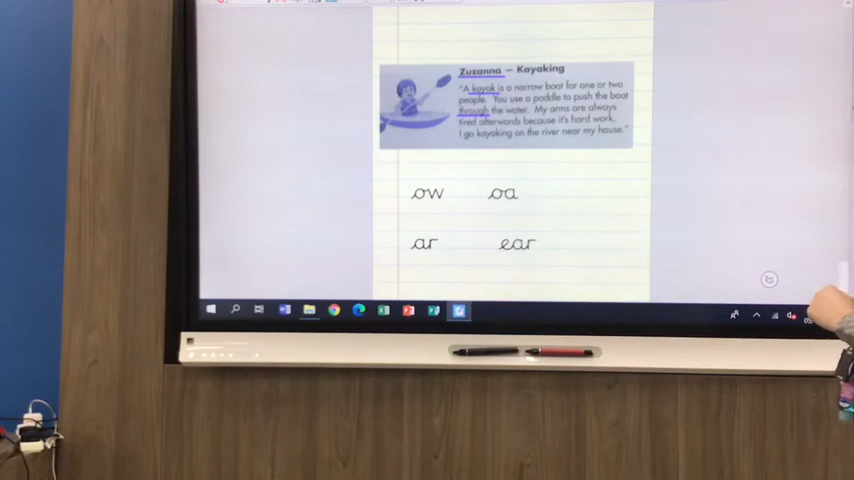 Zuzanna – Kayaking
"A kayak is a narrow boat for one or two
people. You use a paddle to push the boat
through the water. My arms are always
tired afterwards because it's hard work.
I go kayaking on the river near my house."
ow oa
ar ear